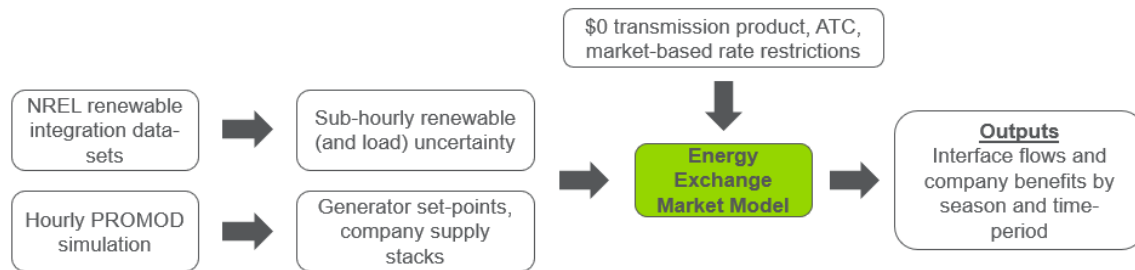 $0 transmission product, ATC,
market-based rate restrictions
NREL renewable
integration data-
sets
Sub-hourly renewable
(and load) uncertainty
Hourly PROMOD
simulation
Generator set-points,
company supply
stacks
Energy
Exchange
Market Model
Outputs
Interface flows and
company benefits by
season and time-
period